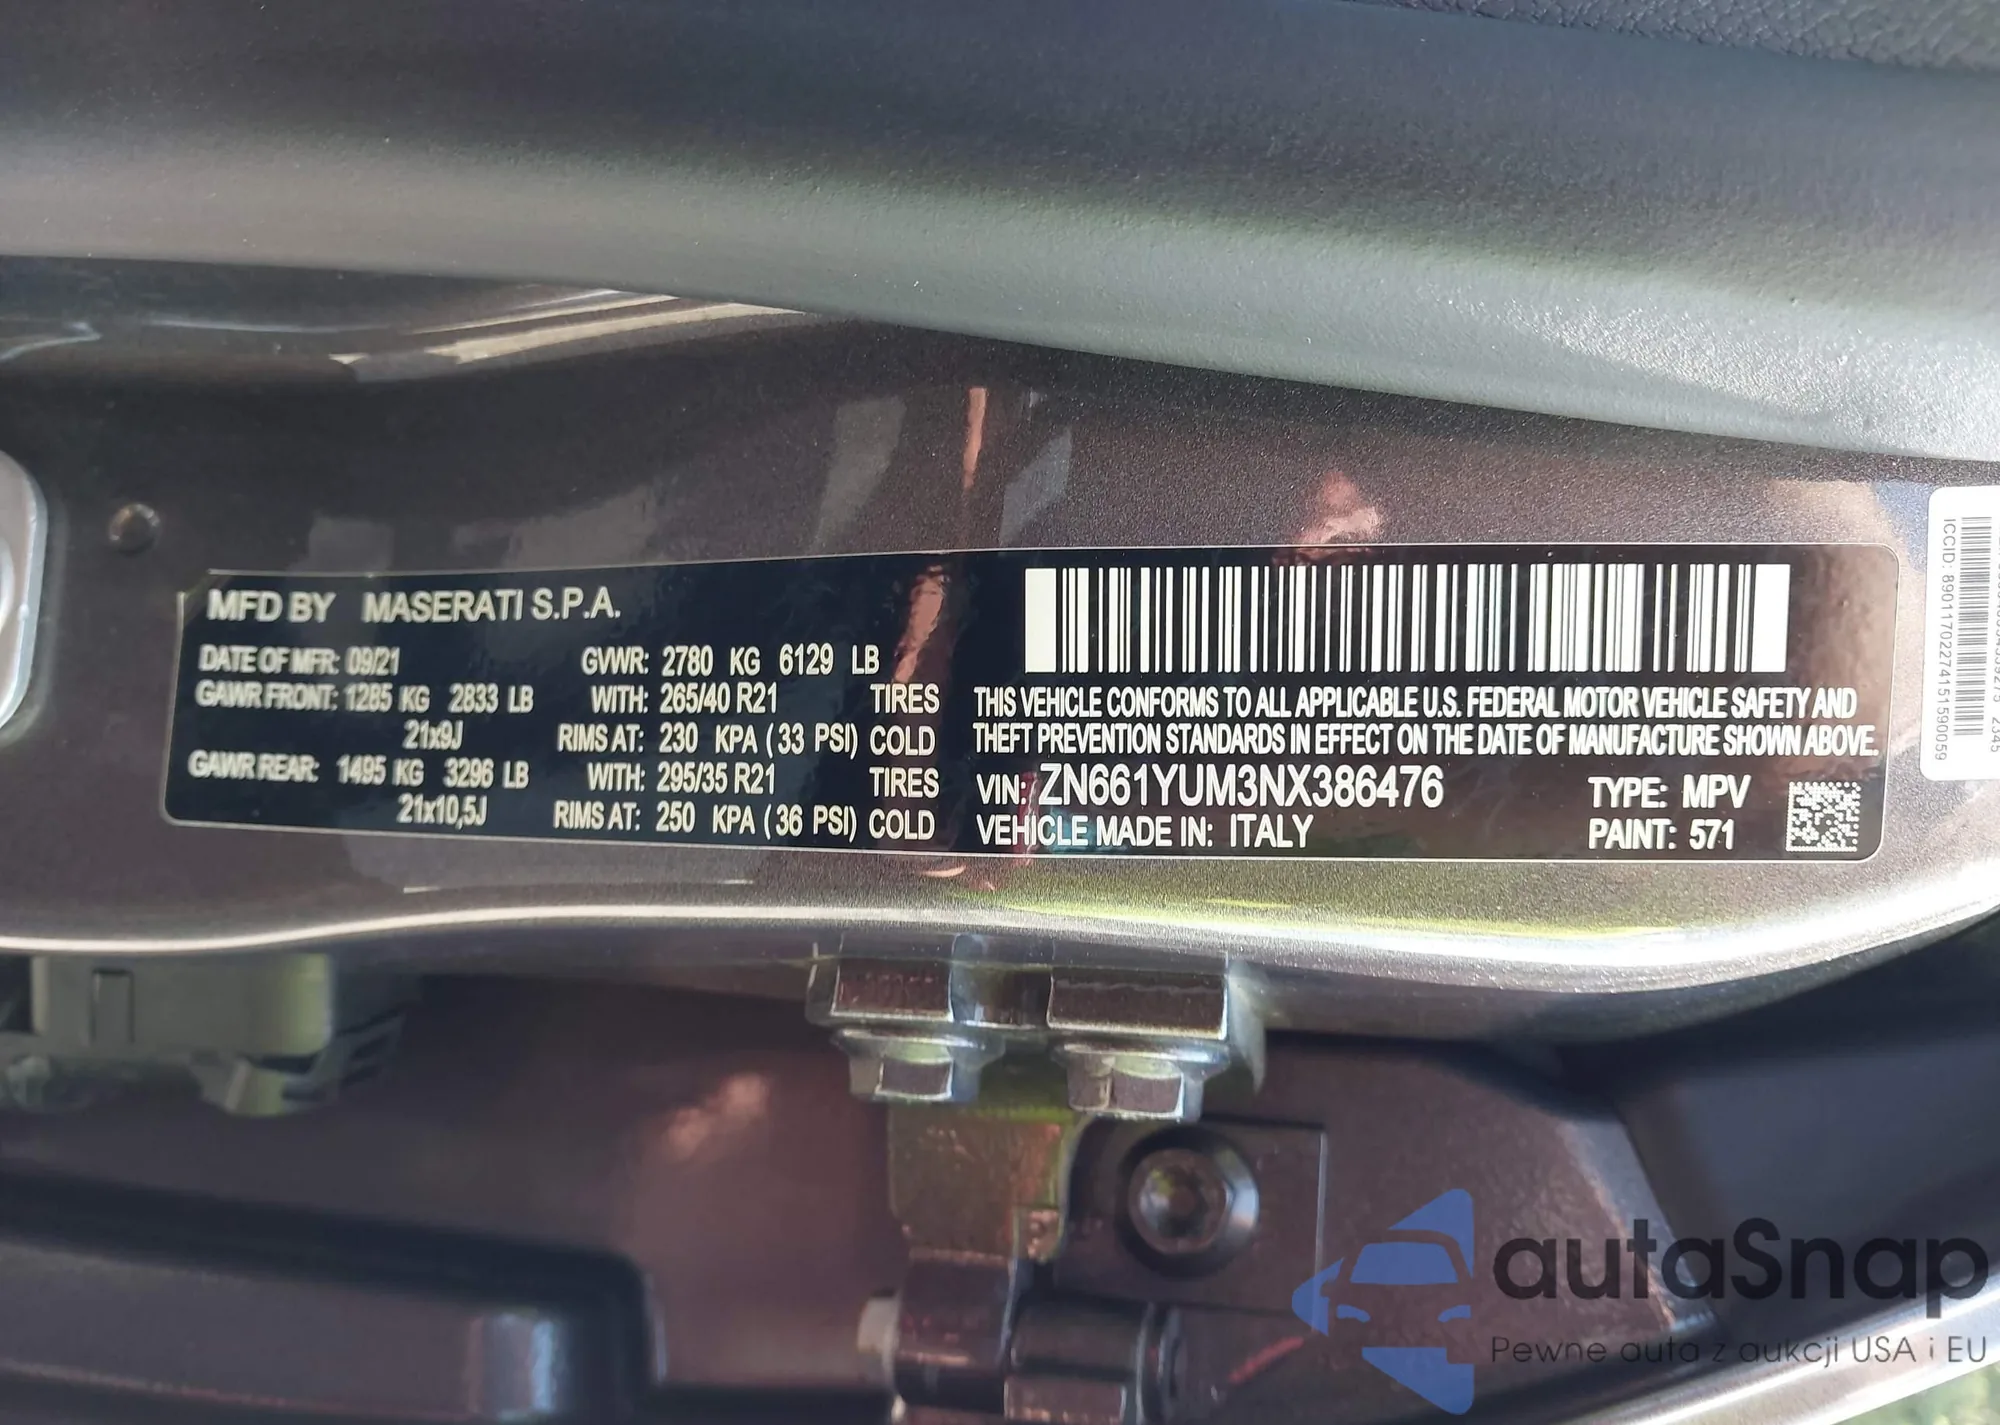 MFD BY MASERATI S.P.A.
DATE OF MFR: 09/21 GVWR: 2780 KG 6129 LB
GAWR FRONT: 1285 KG 2833 LB WITH: 265/40 R21 TIRES
21x9J RIMS AT: 230 KPA ( 33 PSI) COLD
GAWR REAR: 1495 KG 3296 LB WITH: 295/35 R21 TIRES
21x10,5J RIMS AT: 250 KPA ( 36 PSI) COLD
THIS VEHICLE CONFORMS TO ALL APPLICABLE U.S. FEDERAL MOTOR VEHICLE SAFETY AND
THEFT PREVENTION STANDARDS IN EFFECT ON THE DATE OF MANUFACTURE SHOWN ABOVE.
VIN: ZN661YUM3NX386476 TYPE: MPV
VEHICLE MADE IN: ITALY PAINT: 571
ICCID: 89011702274151590059
2345
autaSnap
Pewne auta z aukcji USA i EU